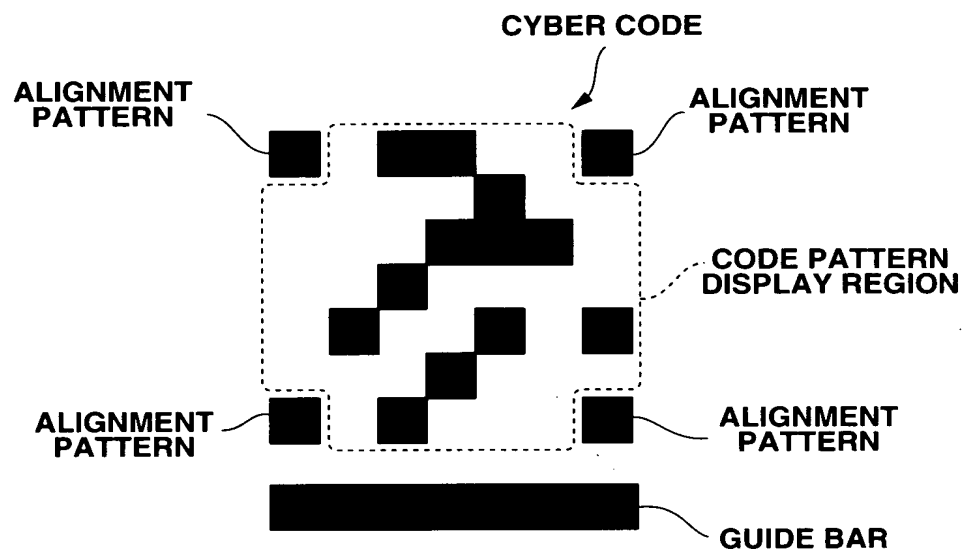 CYBER CODE
ALIGNMENT
PATTERN
ALIGNMENT
PATTERN
CODE PATTERN
DISPLAY REGION
ALIGNMENT
PATTERN
ALIGNMENT
PATTERN
GUIDE BAR